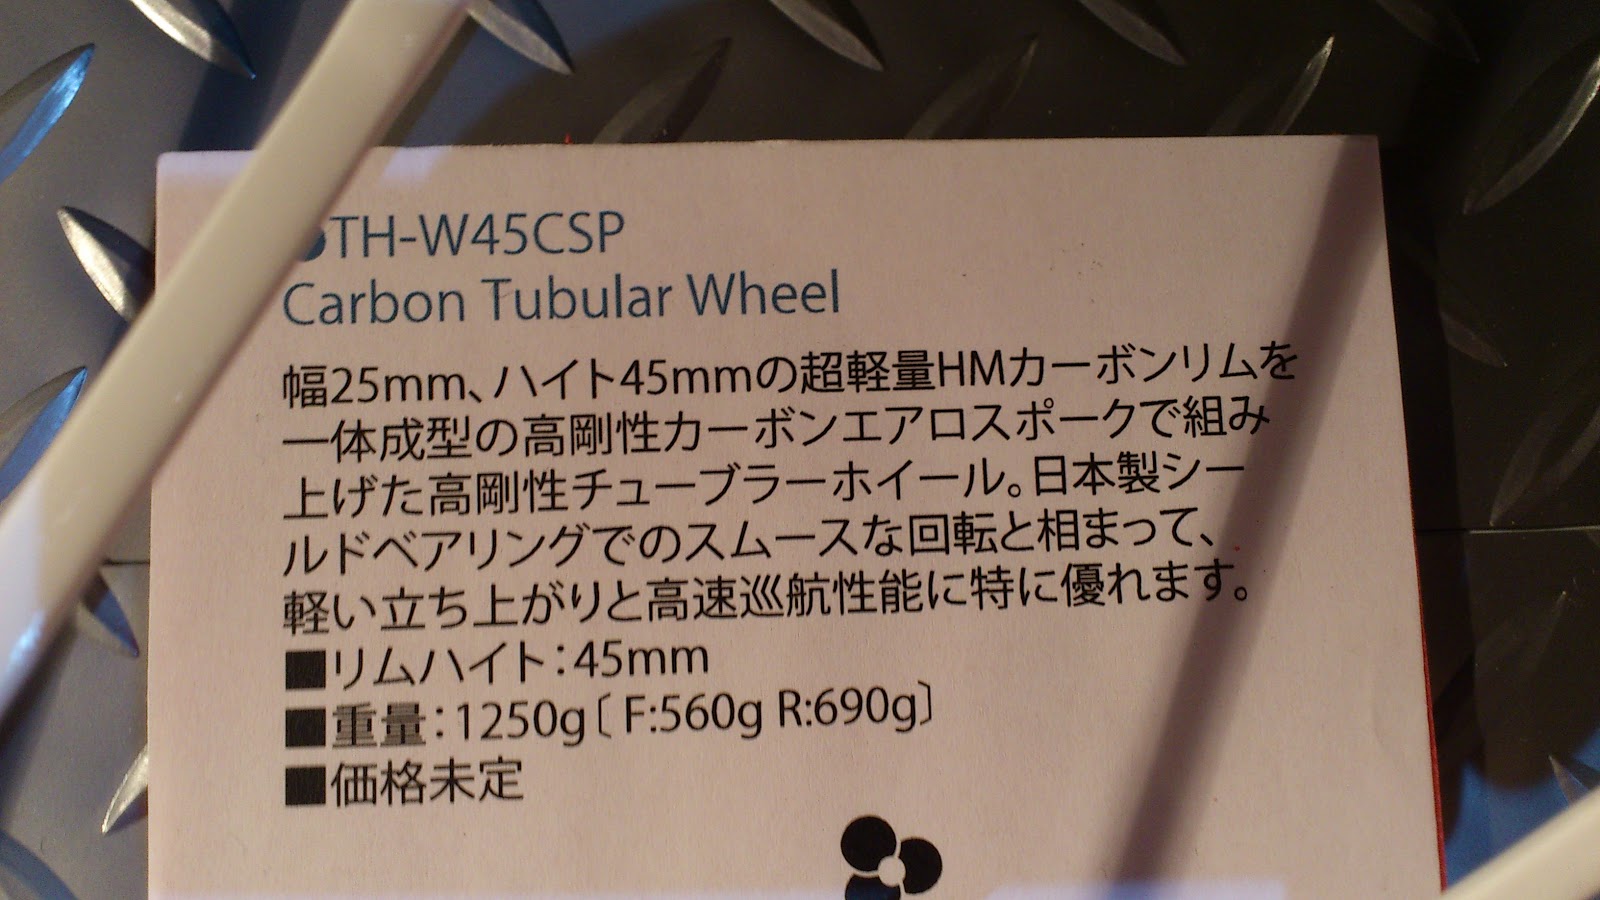 ●TH-W45CSP
Carbon Tubular Wheel
幅25mm、ハイト45mmの超軽量HMカーボンリムを
一体成型の高剛性カーボンエアロスポークで組み
上げた高剛性チューブラーホイール。日本製シー
ルドベアリングでのスムースな回転と相まって、
軽い立ち上がりと高速巡航性能に特に優れます。
■リムハイト：45mm
■重量：1250g〔 F:560g R:690g〕
■価格未定